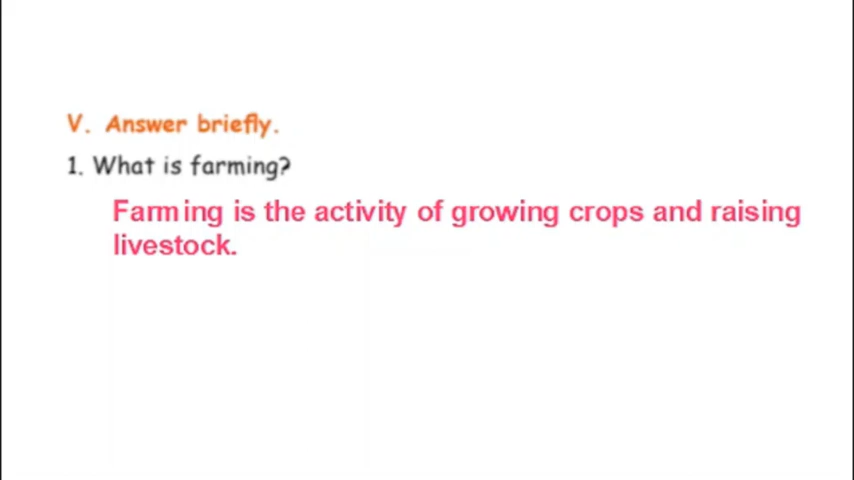 V. Answer briefly.
1. What is farming?
Farming is the activity of growing crops and raising
livestock.